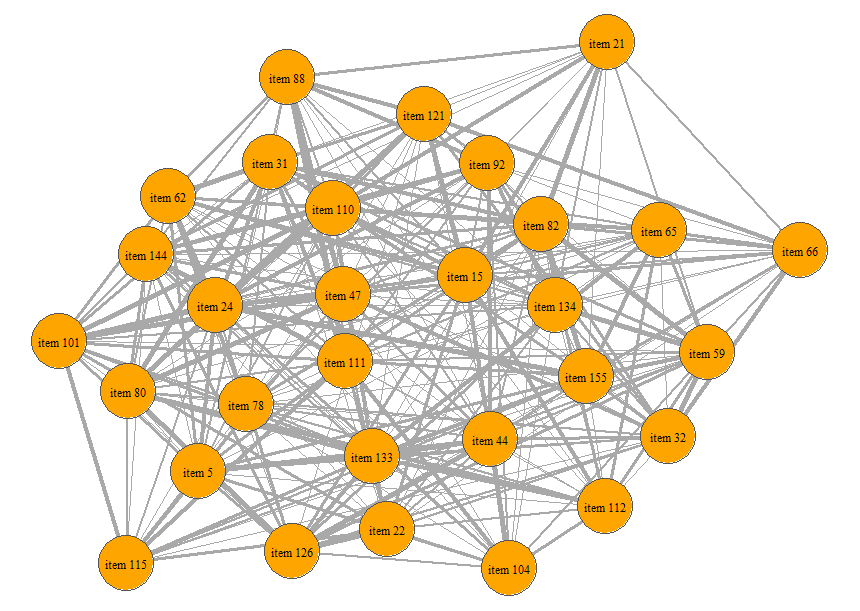 item 21
item 88
item 121
item 31
item 92
item 62
item 110
item 82
item 65
item 144
item 66
item 15
item 47
item 24
item 134
item 101
item 59
item 111
item 155
item 80
item 78
item 32
item 44
item 133
item 5
item 112
item 22
item 126
item 115
item 104